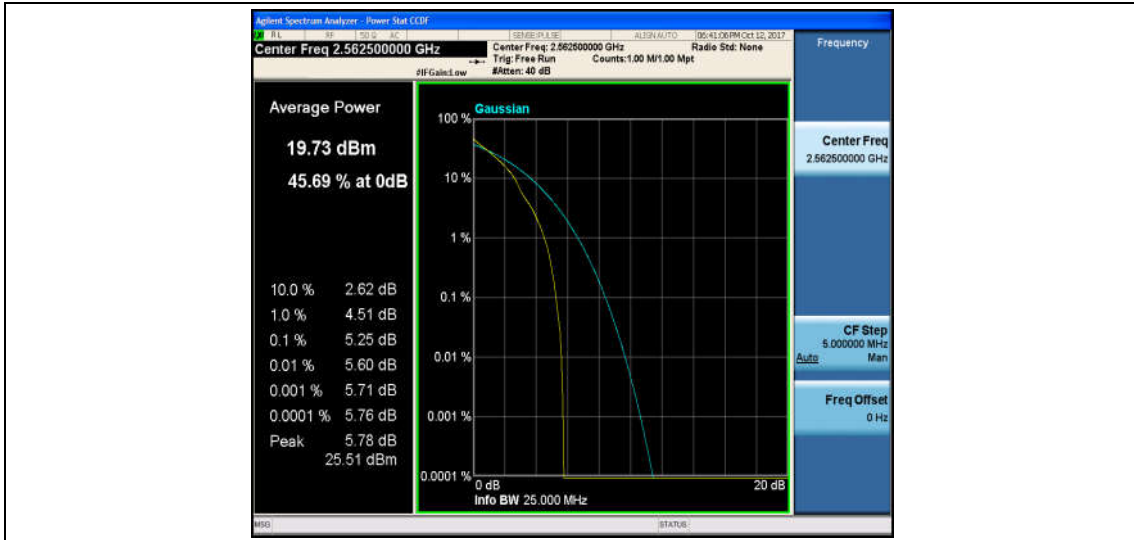 Agilent Spectrum Analyzer - Power Stat CCDF
RL RF 50 Ω AC SENSE:PULSE ALIGN AUTO 06:41:06 PM Oct 12, 2017
Center Freq 2.562500000 GHz
Center Freq: 2.562500000 GHz Radio Std: None
Trig: Free Run Counts:1.00 M/1.00 Mpt
#IFGain:Low #Atten: 40 dB
Frequency
Average Power
19.73 dBm
45.69 % at 0dB
10.0 % 2.62 dB
1.0 % 4.51 dB
0.1 % 5.25 dB
0.01 % 5.60 dB
0.001 % 5.71 dB
0.0001 % 5.76 dB
Peak 5.78 dB
25.51 dBm
Gaussian
100 %
10 %
1 %
0.1 %
0.01 %
0.001 %
0.0001 %
0 dB 20 dB
Info BW 25.000 MHz
Center Freq
2.562500000 GHz
CF Step
5.000000 MHz
Auto Man
Freq Offset
0 Hz
MSG STATUS